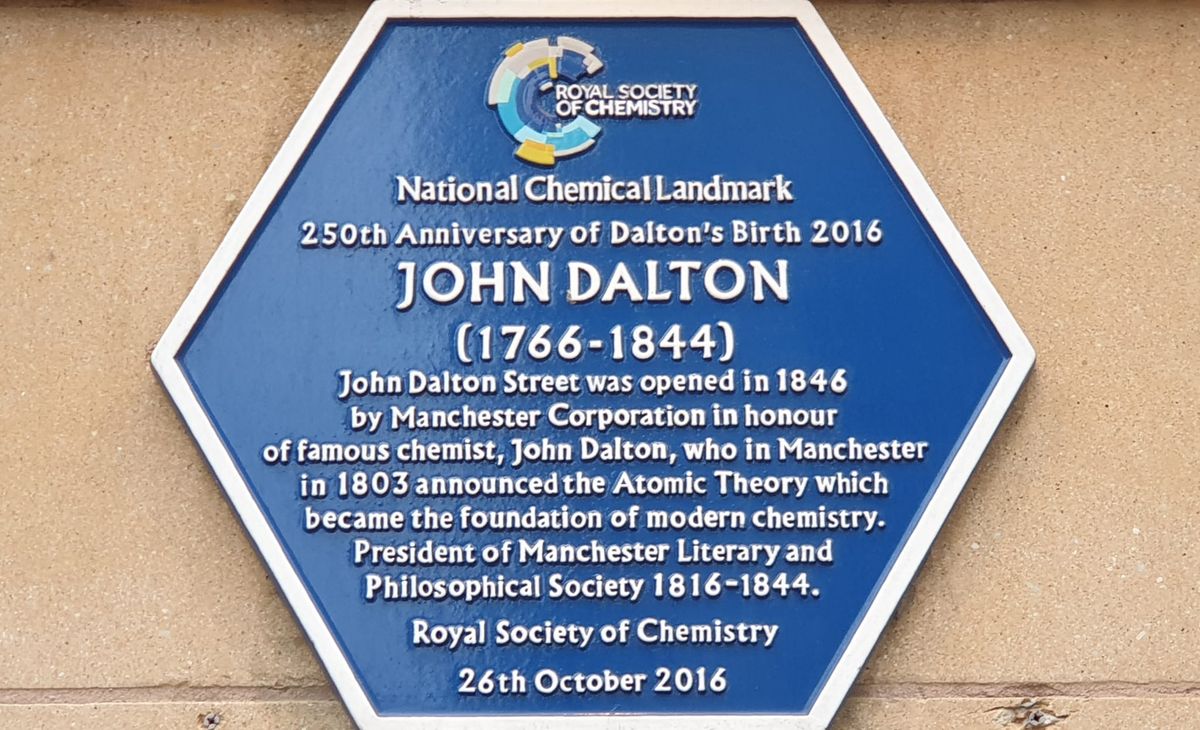 ROYAL SOCIETY
OF CHEMISTRY
National Chemical Landmark
250th Anniversary of Dalton's Birth 2016
JOHN DALTON
(1766-1844)
John Dalton Street was opened in 1846
by Manchester Corporation in honour
of famous chemist, John Dalton, who in Manchester
in 1803 announced the Atomic Theory which
became the foundation of modern chemistry.
President of Manchester Literary and
Philosophical Society 1816-1844.
Royal Society of Chemistry
26th October 2016